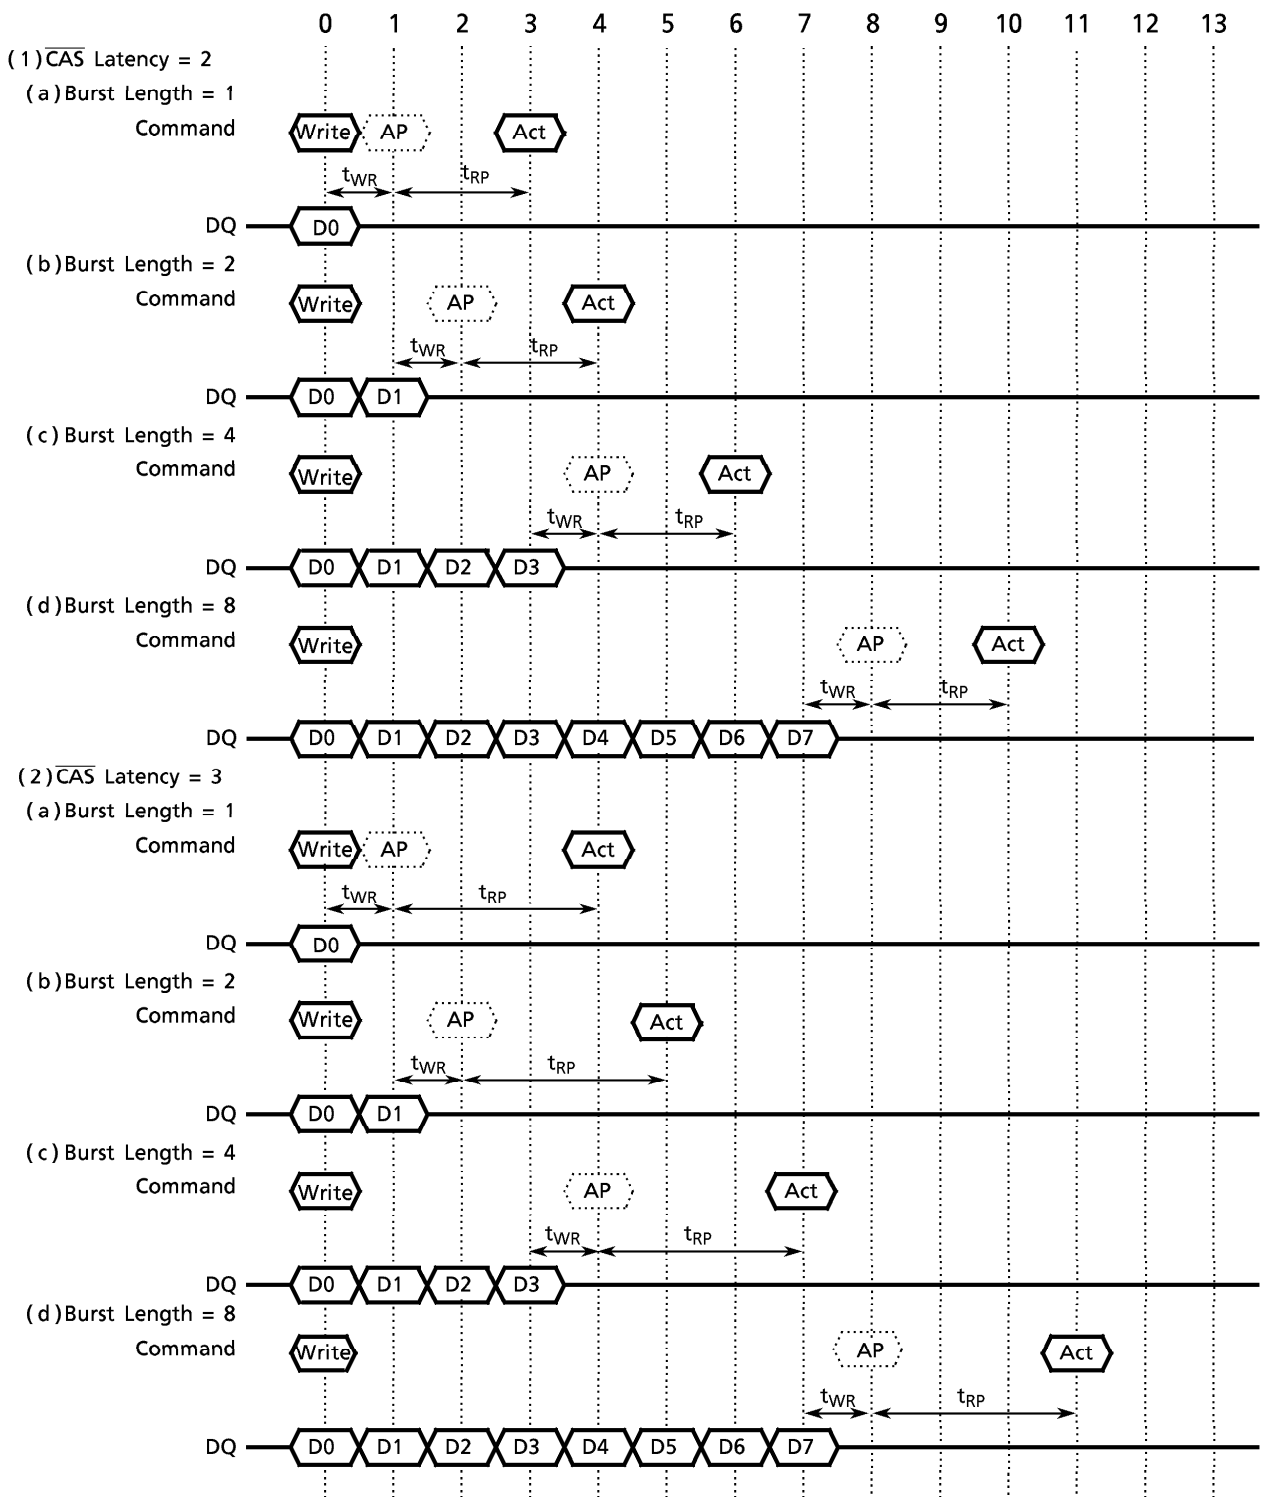 0 1 2 3 4 5 6 7 8 9 10 11 12 13
(1) CAS Latency = 2
(a) Burst Length = 1
Command Write AP Act
tWR tRP
DQ D0
(b) Burst Length = 2
Command Write AP Act
tWR tRP
DQ D0 D1
(c) Burst Length = 4
Command Write AP Act
tWR tRP
DQ D0 D1 D2 D3
(d) Burst Length = 8
Command Write AP Act
tWR tRP
DQ D0 D1 D2 D3 D4 D5 D6 D7
(2) CAS Latency = 3
(a) Burst Length = 1
Command Write AP Act
tWR tRP
DQ D0
(b) Burst Length = 2
Command Write AP Act
tWR tRP
DQ D0 D1
(c) Burst Length = 4
Command Write AP Act
tWR tRP
DQ D0 D1 D2 D3
(d) Burst Length = 8
Command Write AP Act
tWR tRP
DQ D0 D1 D2 D3 D4 D5 D6 D7